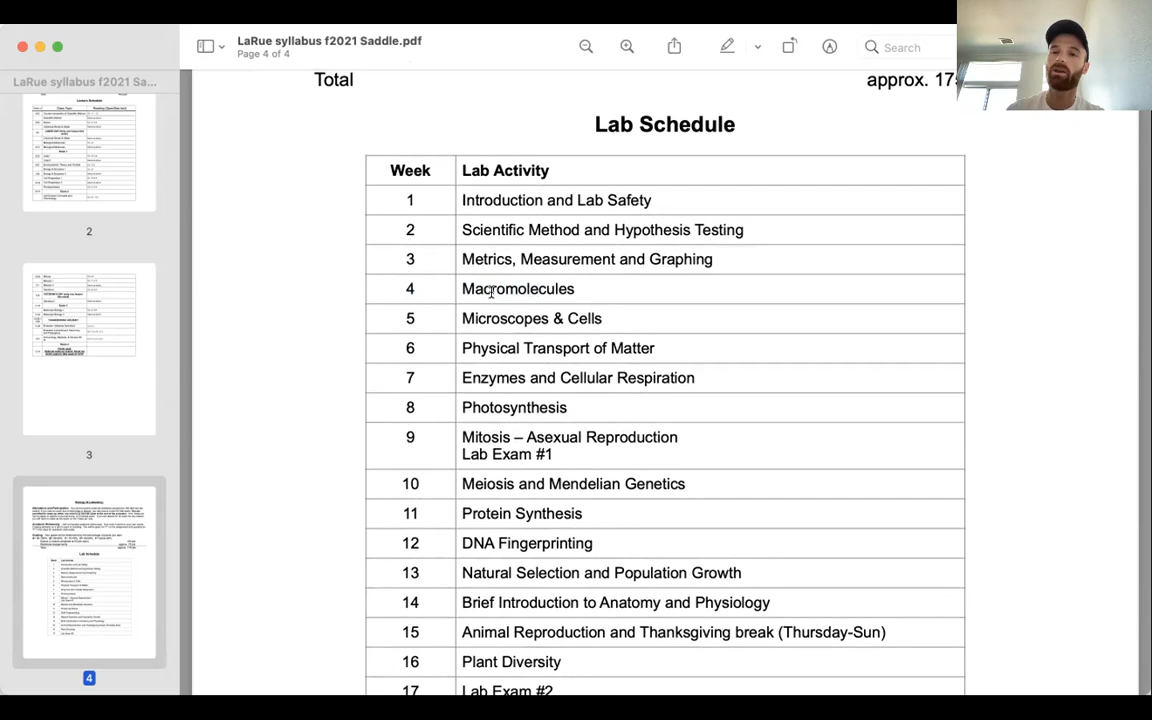 LaRue syllabus f2021 Saddle.pdf
Page 4 of 4
Search
LaRue syllabus f2021 Sa...
2
3
4
Total approx. 17
Lab Schedule
Week Lab Activity
1 Introduction and Lab Safety
2 Scientific Method and Hypothesis Testing
3 Metrics, Measurement and Graphing
4 Macromolecules
5 Microscopes & Cells
6 Physical Transport of Matter
7 Enzymes and Cellular Respiration
8 Photosynthesis
9 Mitosis – Asexual Reproduction
Lab Exam #1
10 Meiosis and Mendelian Genetics
11 Protein Synthesis
12 DNA Fingerprinting
13 Natural Selection and Population Growth
14 Brief Introduction to Anatomy and Physiology
15 Animal Reproduction and Thanksgiving break (Thursday-Sun)
16 Plant Diversity
17 Lab Exam #2